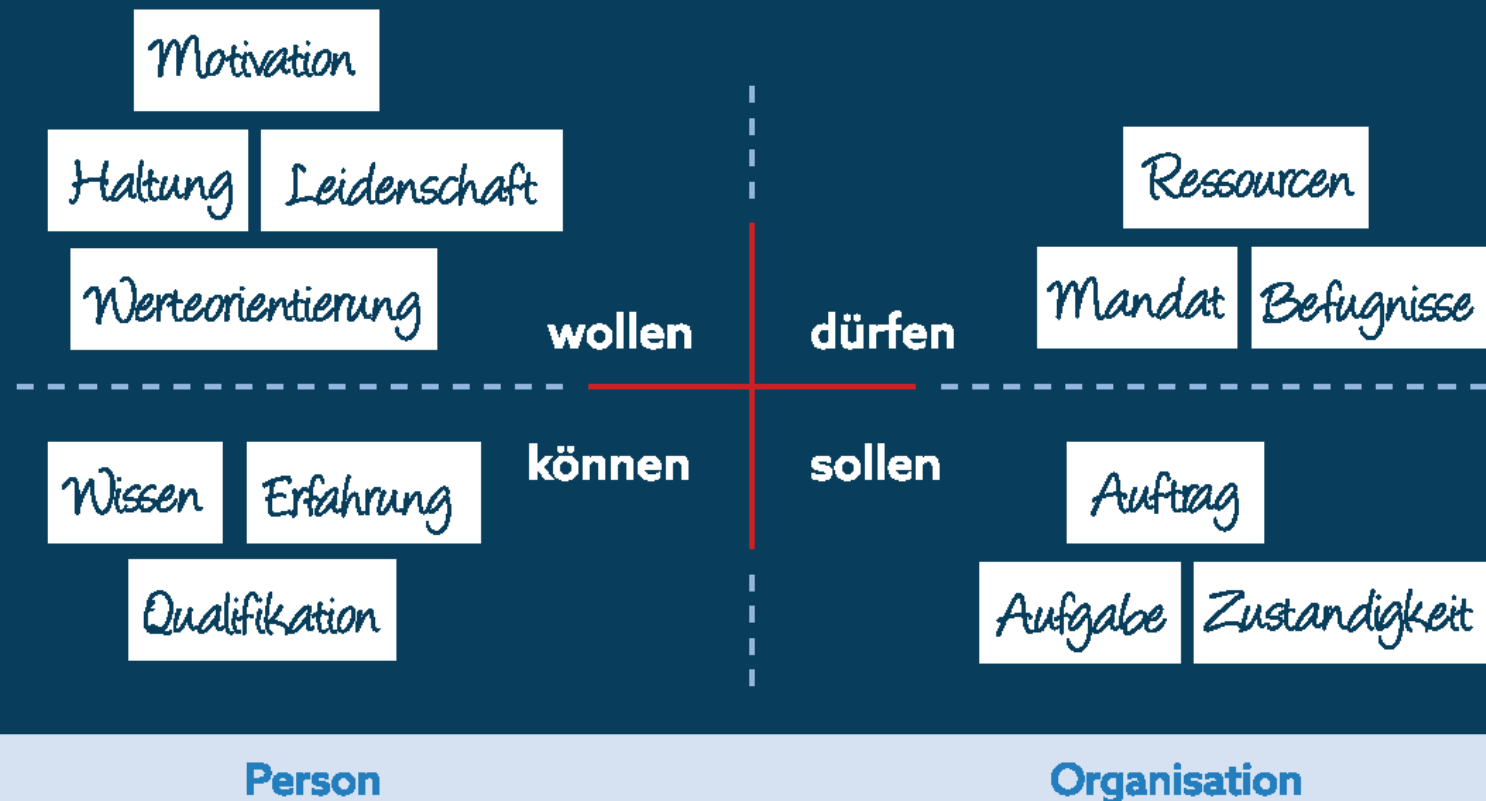 Motivation
Haltung Leidenschaft
Werteorientierung
wollen
Ressourcen
Mandat Befugnisse
dürfen
Wissen Erfahrung
Qualifikation
können
sollen
Auftrag
Aufgabe Zustandigkeit
Person
Organisation